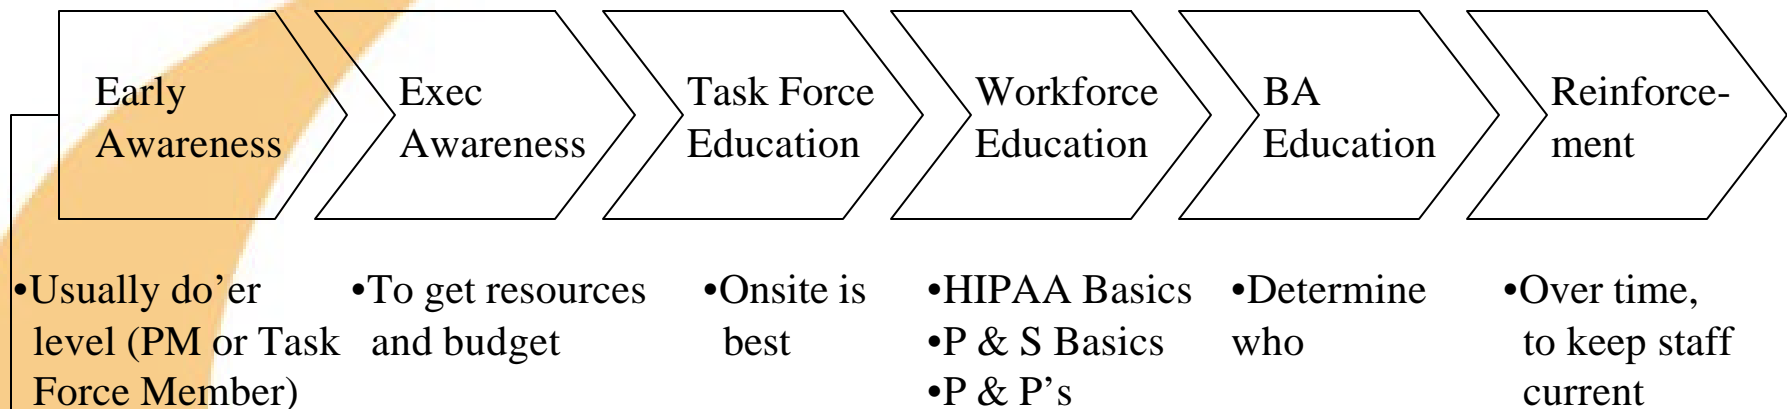 Early
Awareness
Exec
Awareness
Task Force
Education
Workforce
Education
BA
Education
Reinforce-
ment
•Usually do’er
level (PM or Task
Force Member)
•To get resources
and budget
•Onsite is
best
•HIPAA Basics
•P & S Basics
•P & P’s
•Determine
who
•Over time,
to keep staff
current